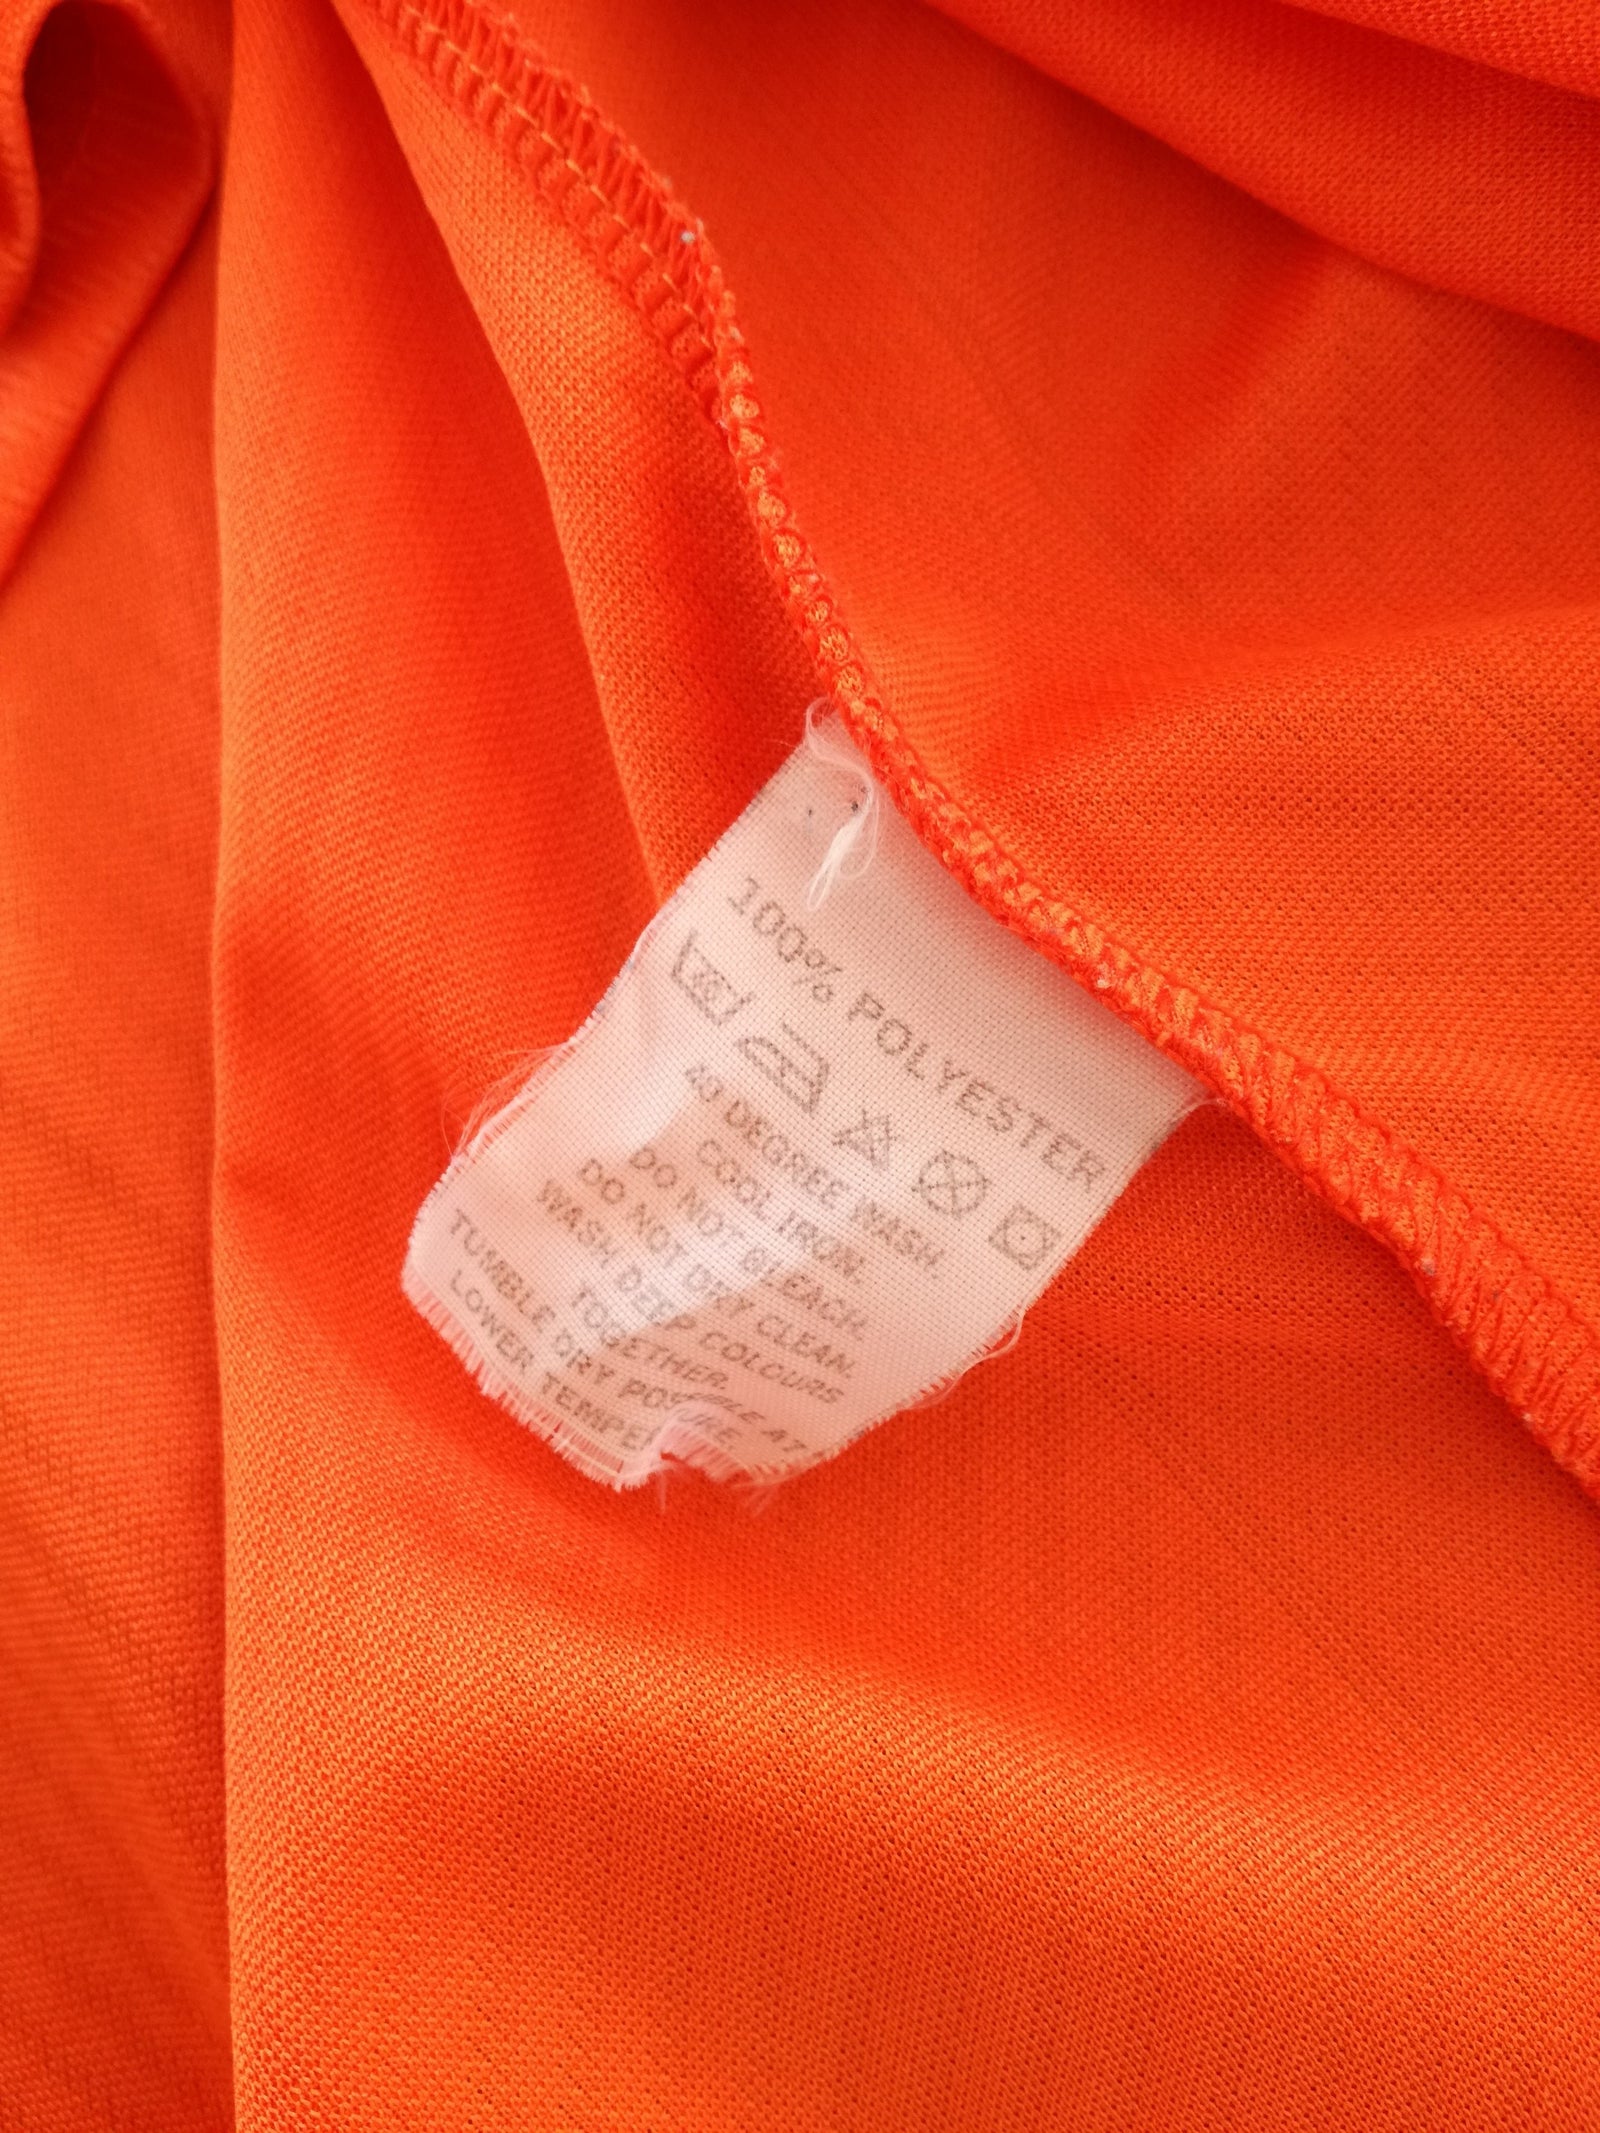 100% POLYESTER
40 DEGREE WASH.
COOL IRON.
DO NOT BLEACH.
DO NOT DRY CLEAN.
WASH DEEP COLOURS
TOGETHER.
TUMBLE DRY POSSIBLE AT
LOWER